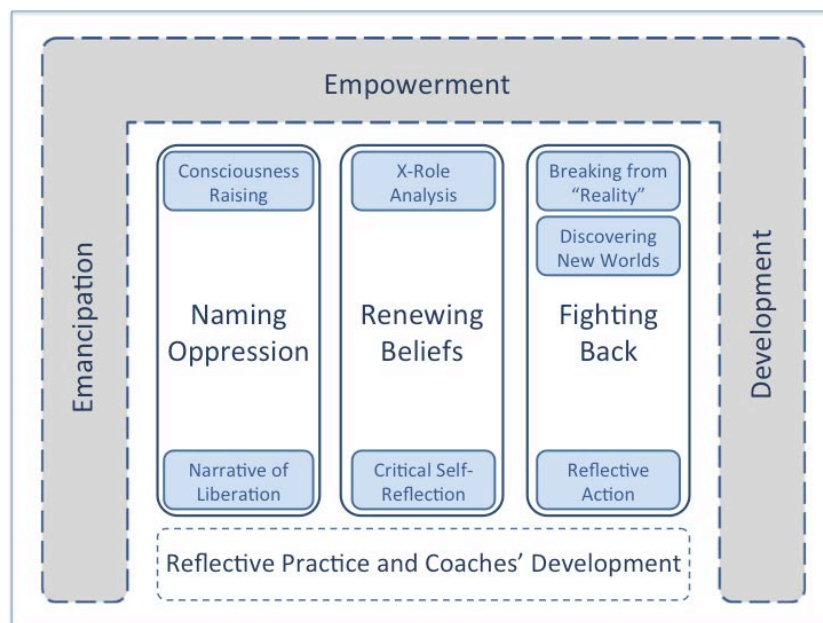 Empowerment
Emancipation
Consciousness
Raising
Naming
Oppression
Narrative of
Liberation
X-Role
Analysis
Renewing
Beliefs
Critical Self-
Reflection
Breaking from
“Reality”
Discovering
New Worlds
Fighting
Back
Reflective
Action
Development
Reflective Practice and Coaches’ Development